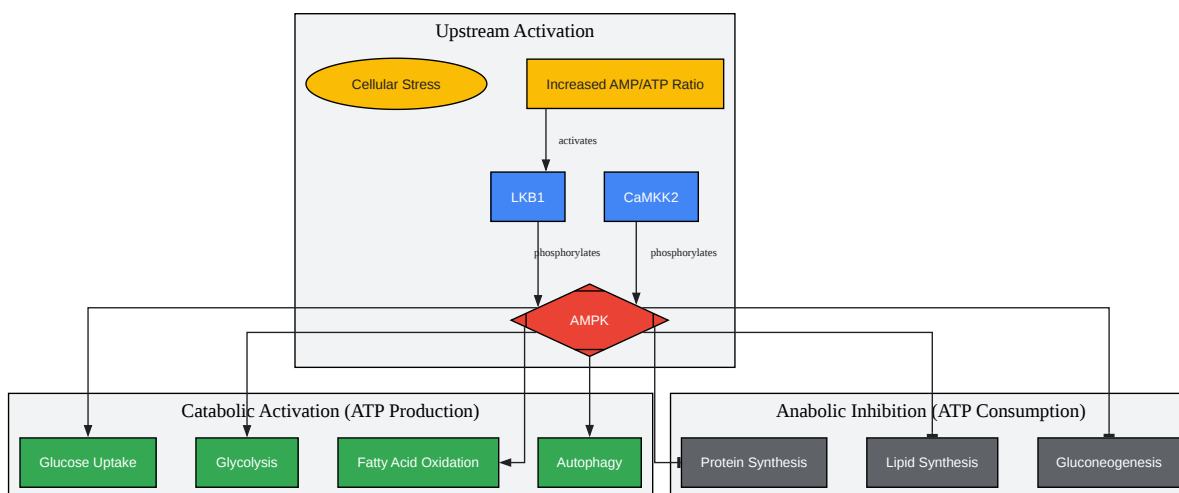 Upstream Activation
Cellular Stress
Increased AMP/ATP Ratio
activates
LKB1
CaMKK2
phosphorylates
phosphorylates
AMPK
Catabolic Activation (ATP Production)
Anabolic Inhibition (ATP Consumption)
Glucose Uptake
Glycolysis
Fatty Acid Oxidation
Autophagy
Protein Synthesis
Lipid Synthesis
Gluconeogenesis